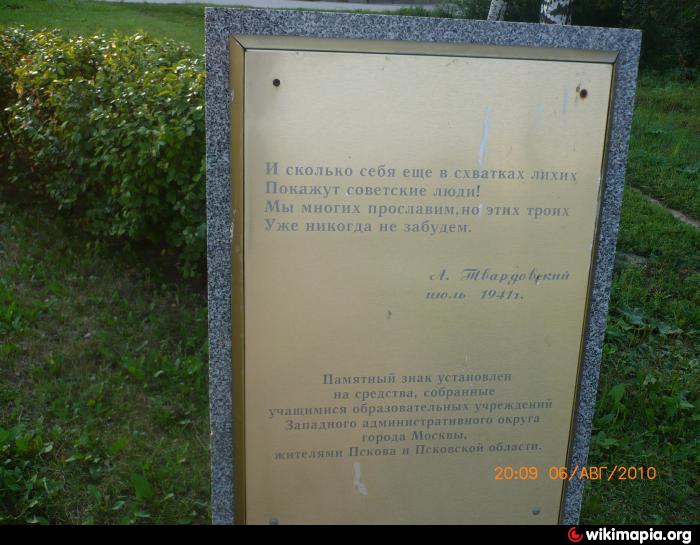 И сколько себя еще в схватках лихих
Покажут советские люди!
Мы многих прославим, но этих троих
Уже никогда не забудем.
А. Твардовский
июль 1941г.
Памятный знак установлен
на средства, собранные
учащимися образовательных учреждений
Западного административного округа
города Москвы,
жителями Пскова и Псковской области.
20:09 06/АВГ/2010
wikimapia.org